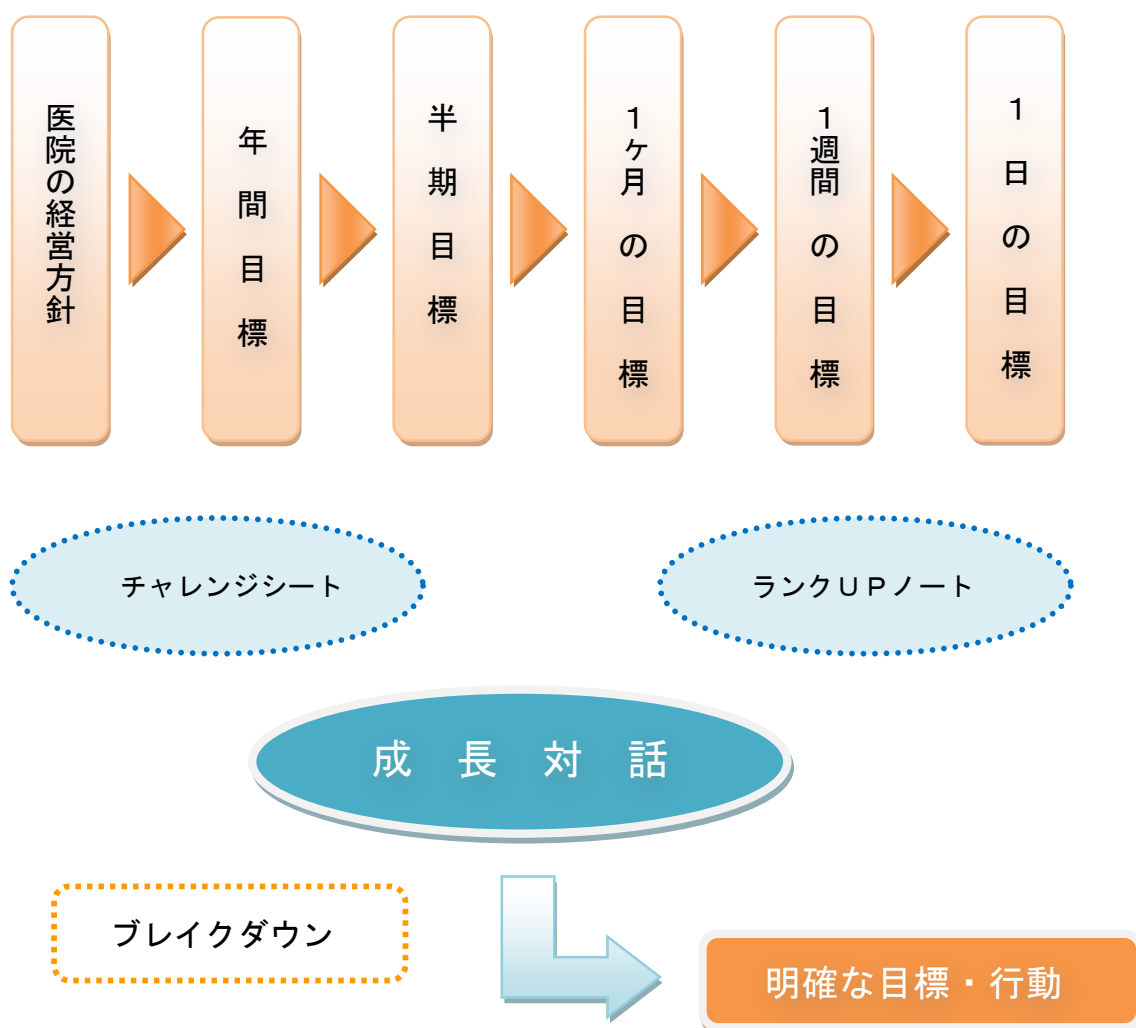 医院の経営方針
年間目標
半期目標
１ヶ月の目標
１週間の目標
１日の目標
チャレンジシート
ランクＵＰノート
成長対話
ブレイクダウン
明確な目標・行動